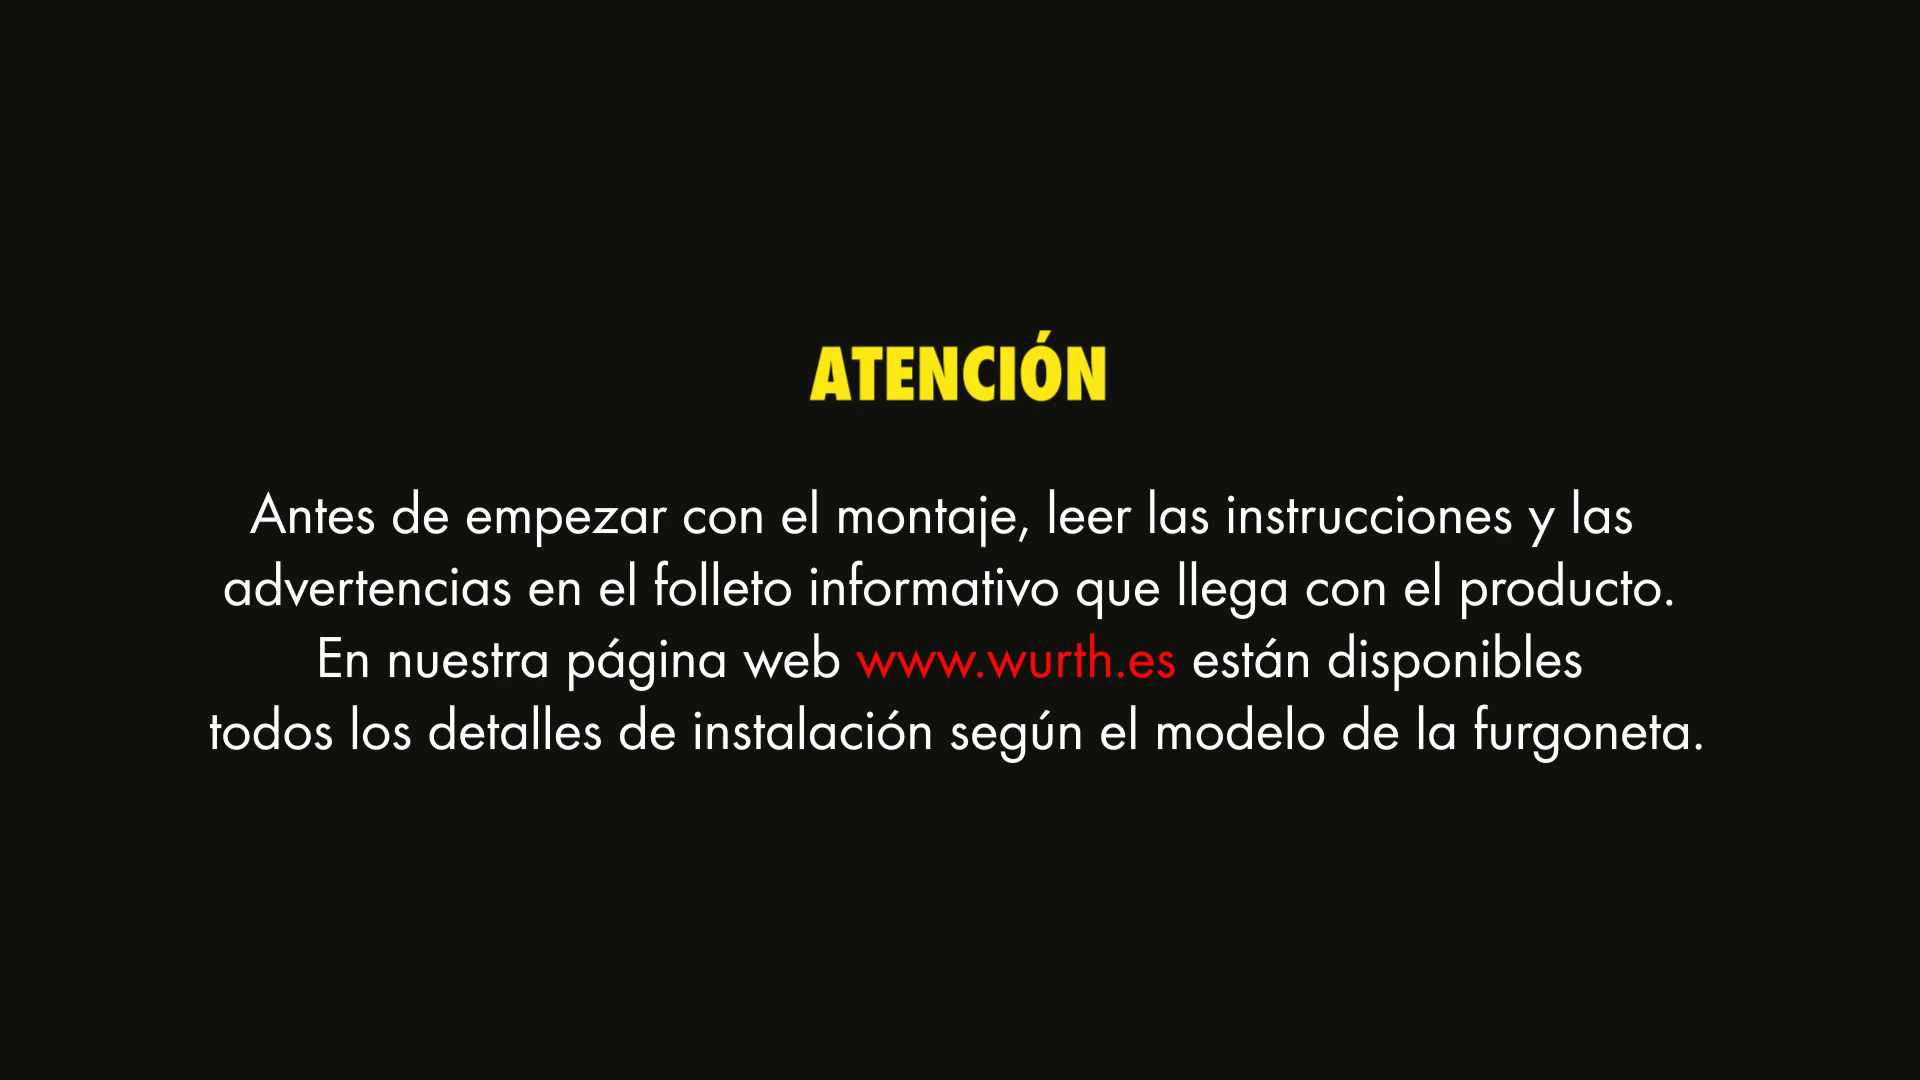 ATENCIÓN
Antes de empezar con el montaje, leer las instrucciones y las
advertencias en el folleto informativo que llega con el producto.
En nuestra página web www.wurth.es están disponibles
todos los detalles de instalación según el modelo de la furgoneta.